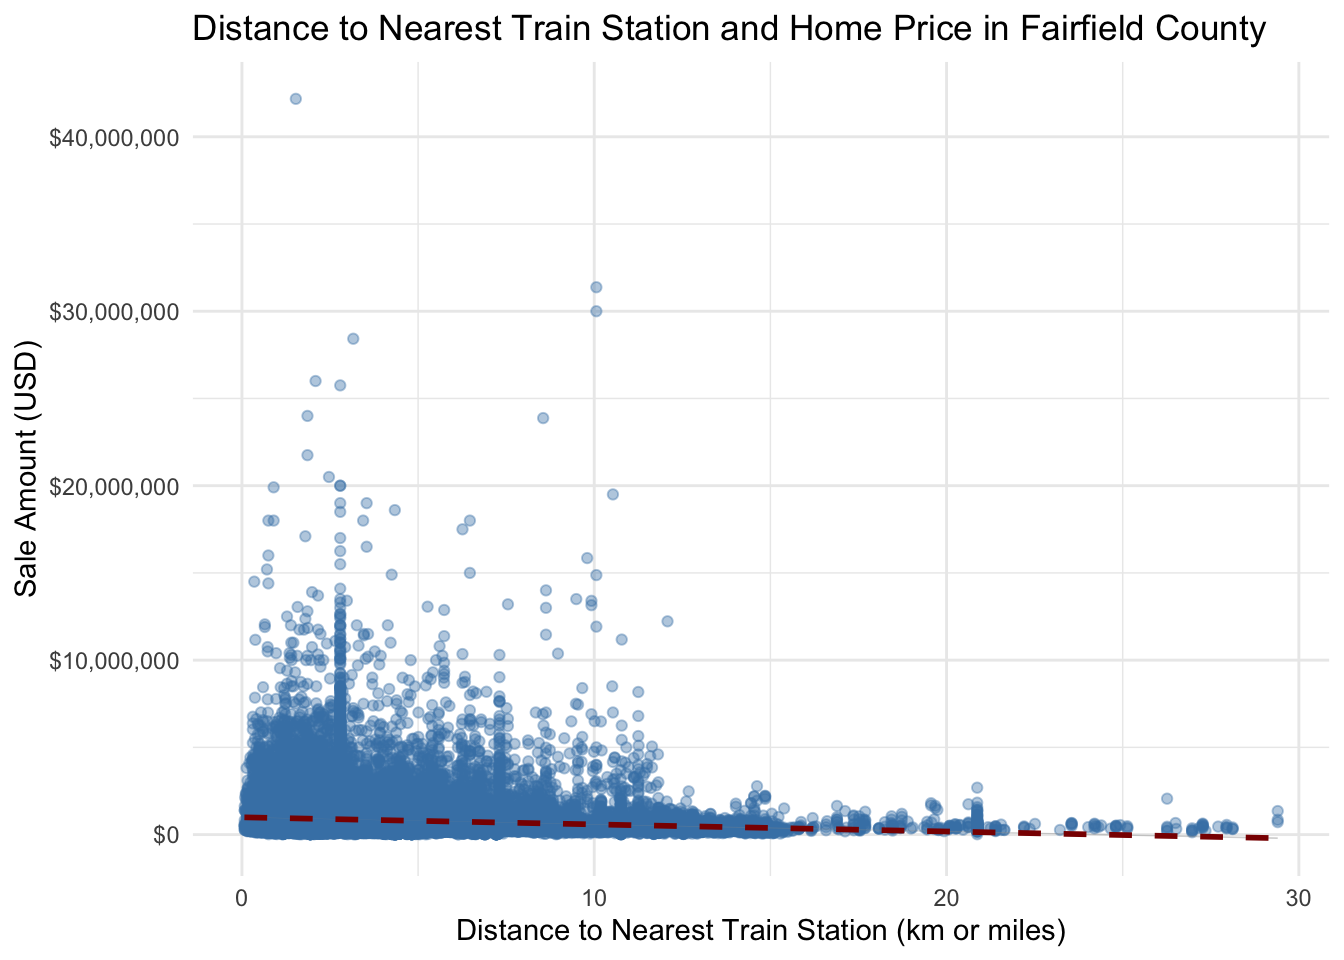 Distance to Nearest Train Station and Home Price in Fairfield County
Sale Amount (USD)
$40,000,000
$30,000,000
$20,000,000
$10,000,000
$0
0 10 20 30
Distance to Nearest Train Station (km or miles)